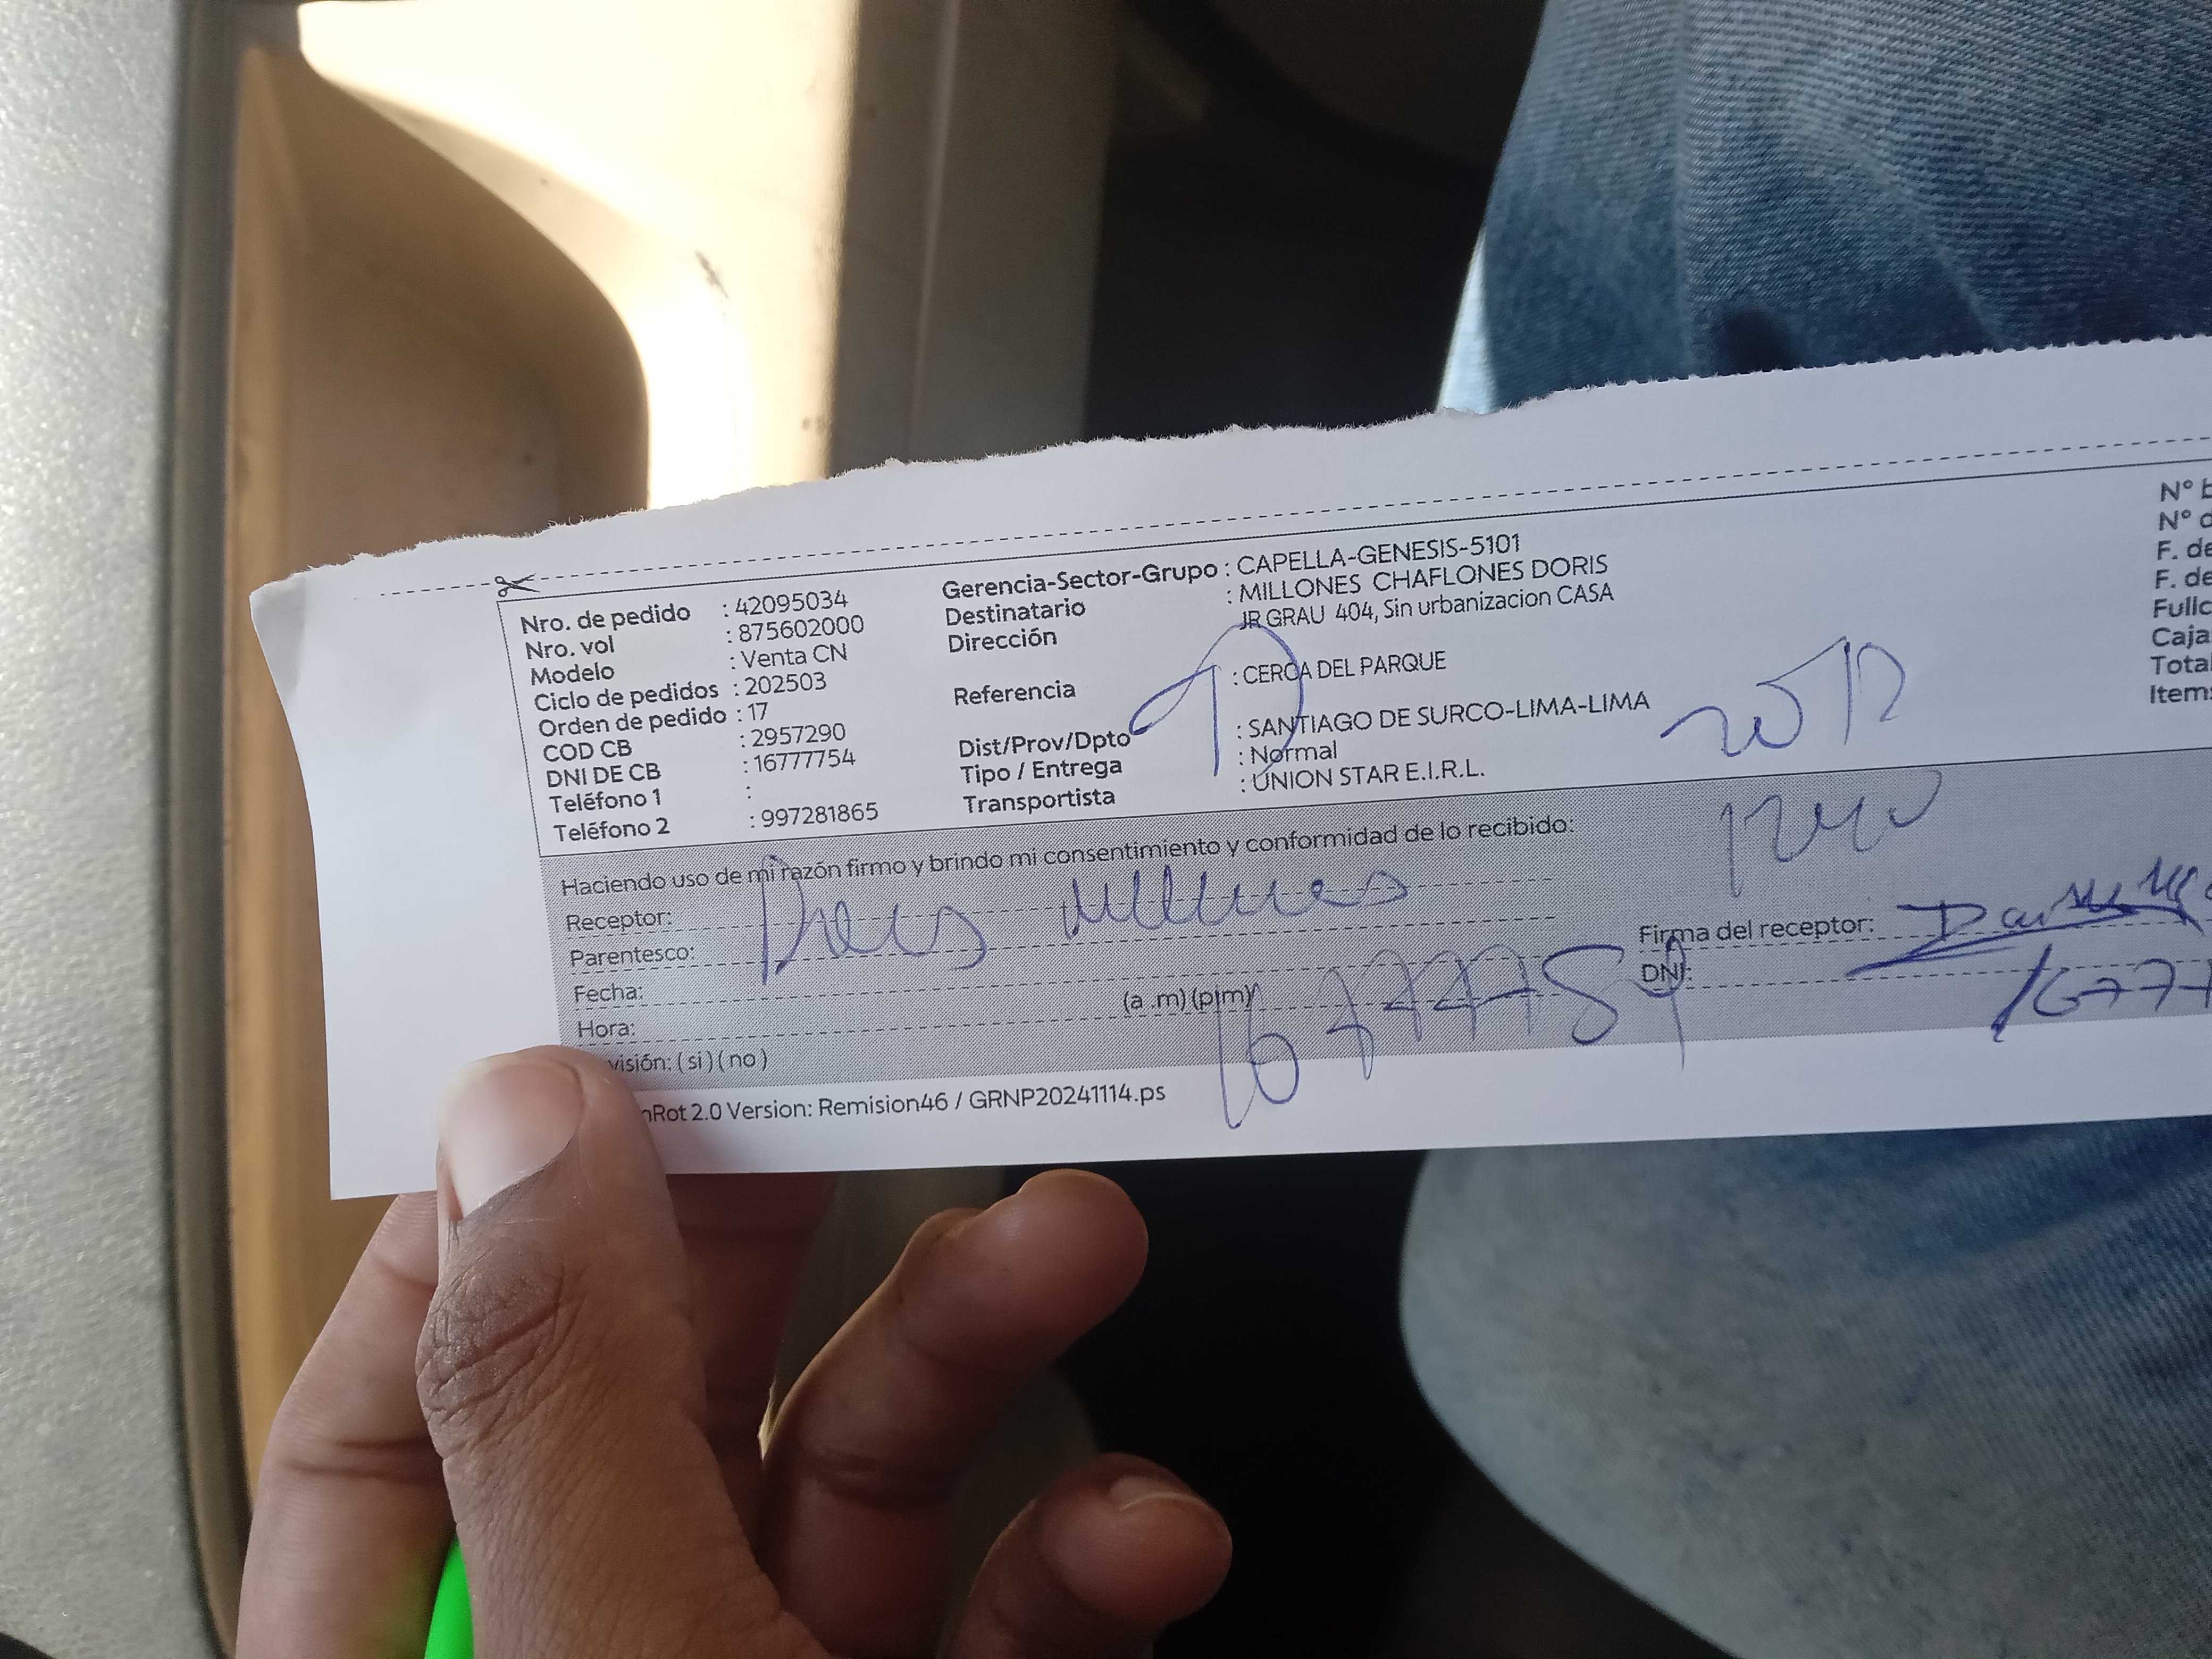 Nro. de pedido : 42095034
Nro. vol : 875602000
Modelo : Venta CN
Ciclo de pedidos : 202503
Orden de pedido : 17
COD CB : 2957290
DNI DE CB : 16777754
Teléfono 1 :
Teléfono 2 : 997281865
Gerencia-Sector-Grupo : CAPELLA-GENESIS-5101
Destinatario : MILLONES CHAFLONES DORIS
Dirección JR GRAU 404, Sin urbanizacion CASA
Referencia : CERCA DEL PARQUE
Dist/Prov/Dpto : SANTIAGO DE SURCO-LIMA-LIMA
Tipo / Entrega : Normal
Transportista : UNION STAR E.I.R.L.
Nº
Nº
F.
F.
Caja
Items
Haciendo uso de mi razón firmo y brindo mi consentimiento y conformidad de lo recibido:
Receptor:
Parentesco:
Fecha:
Hora: (a .m) (p.m)
visión: ( si ) ( no )
Firma del receptor:
DNI: 1677
Rot 2.0 Version: Remision46 / GRNP20241114.ps